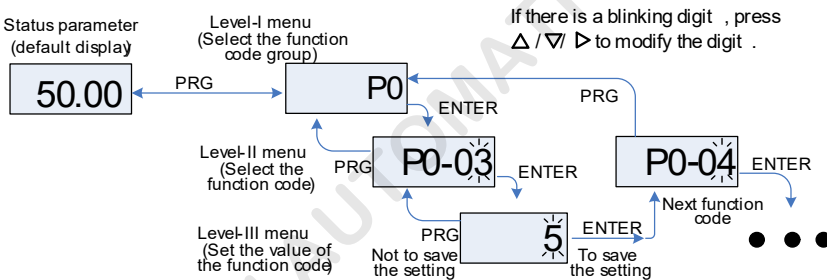 Status parameter
(default display)
50.00
PRG
Level-I menu
(Select the function
code group)
P0
ENTER
If there is a blinking digit , press
△ / ▽/ ▷ to modify the digit .
PRG
Level-II menu
(Select the
function code)
PRG
P0-03
ENTER
P0-04
ENTER
Next function
code
Level-III menu
(Set the value of
the function code)
PRG
Not to save
the setting
5
ENTER
To save
the setting
AUTOMATI